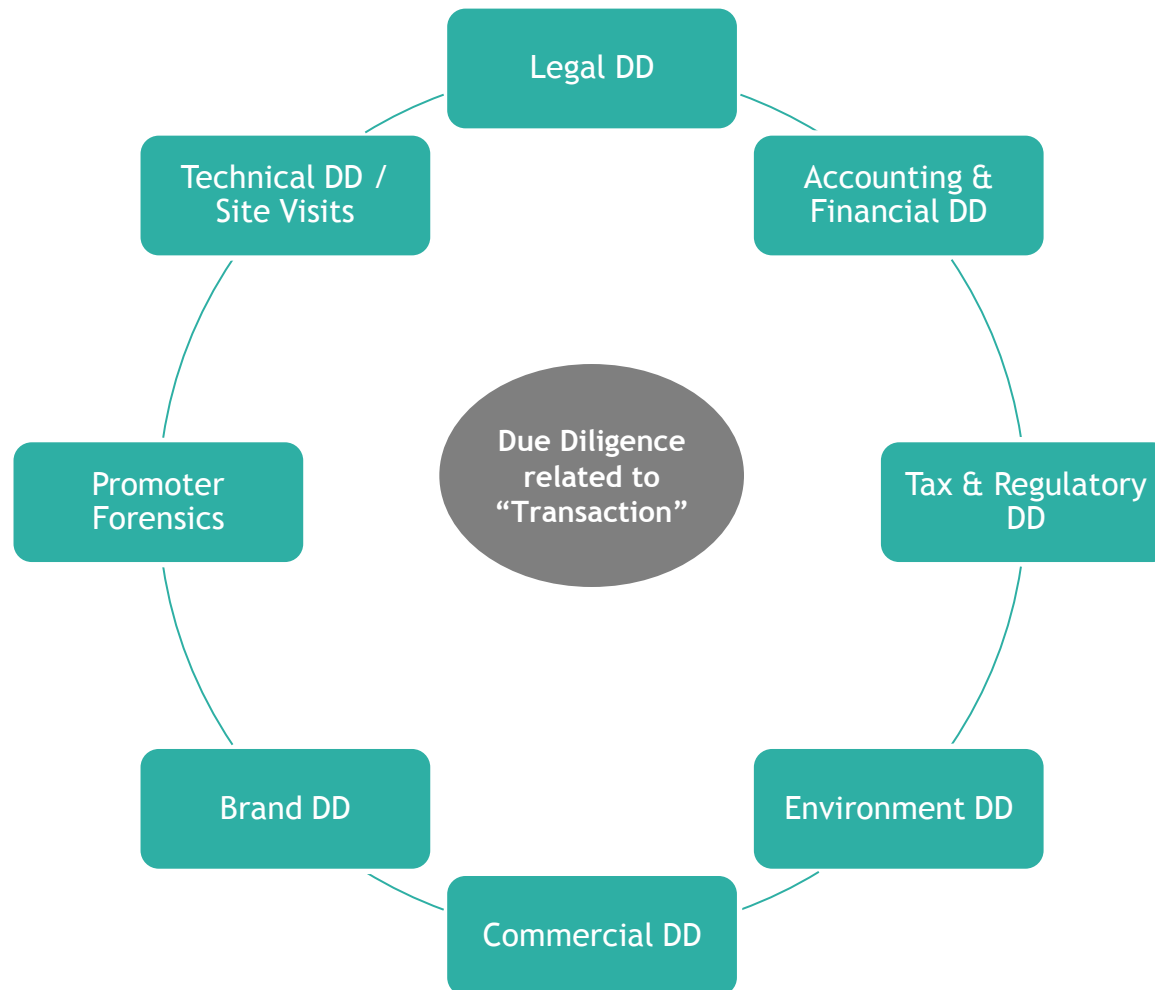 Legal DD
Accounting &
Financial DD
Tax & Regulatory
DD
Environment DD
Commercial DD
Brand DD
Promoter
Forensics
Technical DD /
Site Visits
Due Diligence
related to
“Transaction”